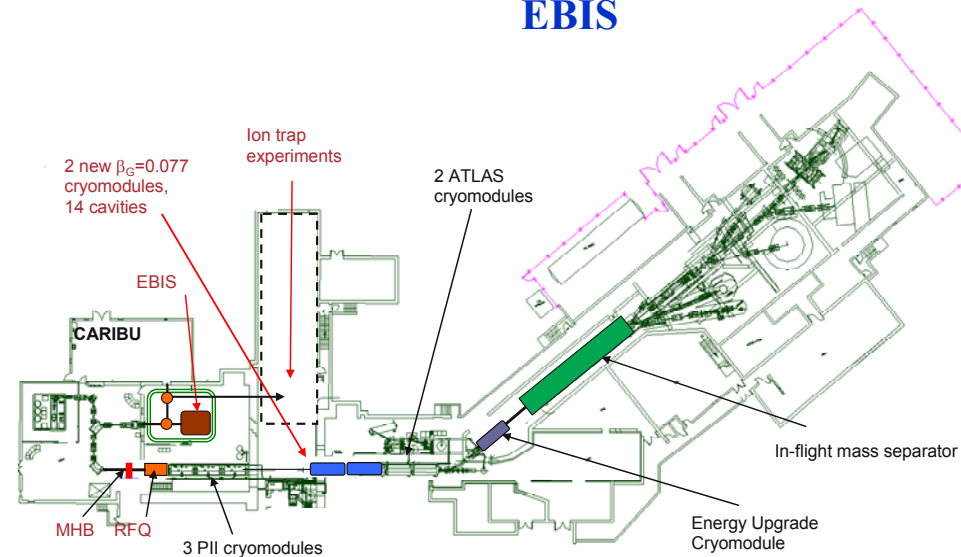 EBIS
Ion trap
experiments
2 new β_G=0.077
cryomodules,
14 cavities
2 ATLAS
cryomodules
EBIS
CARIBU
In-flight mass separator
MHB
RFQ
3 PII cryomodules
Energy Upgrade
Cryomodule